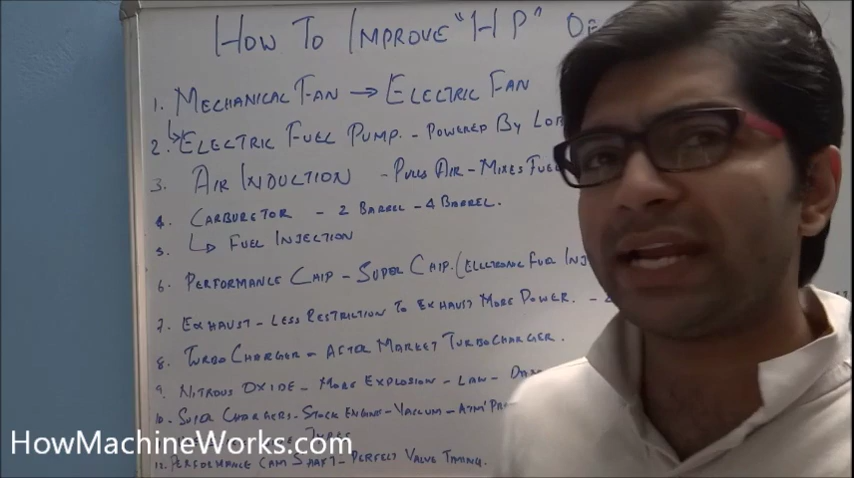 How To IMPROVE "HP" OF
1. MECHANICAL FAN → ELECTRIC FAN
2. ELECTRIC FUEL PUMP. - POWERED BY
3. AIR INDUCTION - PULLS AIR - MIXES FUEL
4. CARBURETOR - 2 BARREL - 4 BARREL.
5. FUEL INJECTION
6. PERFORMANCE CHIP - SUPER CHIP. (ELECTRONIC FUEL INJ
7. EXHAUST - LESS RESTRICTION TO EXHAUST MORE POWER. -
8. TURBO CHARGER - AFTER MARKET TURBOCHARGER.
9. NITROUS OXIDE - MORE EXPLOSION - LAW -
10. SUPER CHARGERS - STOCK ENGINE - VACUUM -
HowMachineWorks.com
12. PERFORMANCE CAM SHAFT - PERFECT VALVE TIMING.